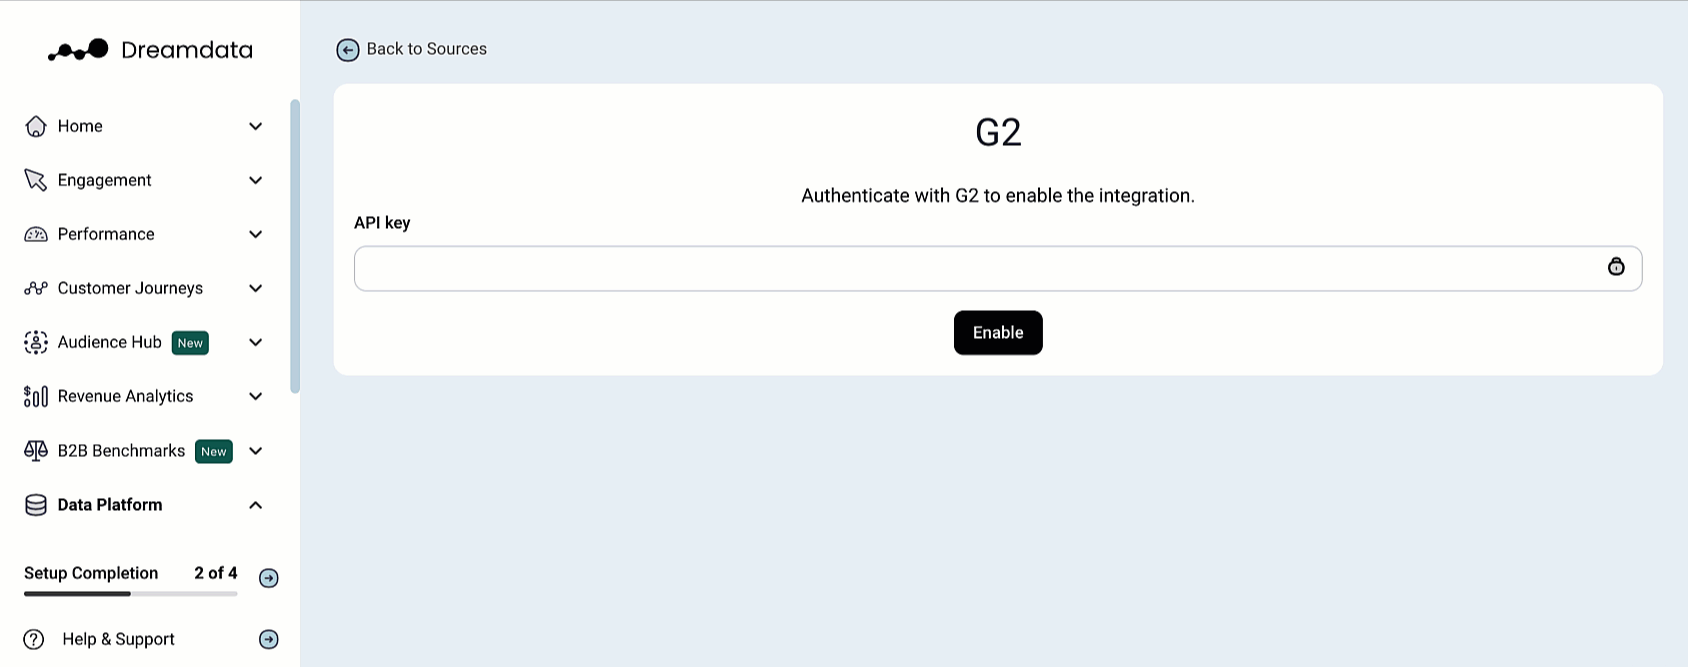 Dreamdata
Home
Engagement
Performance
Customer Journeys
Audience Hub New
Revenue Analytics
B2B Benchmarks New
Data Platform
Setup Completion 2 of 4
Help & Support
Back to Sources
G2
Authenticate with G2 to enable the integration.
API key
Enable